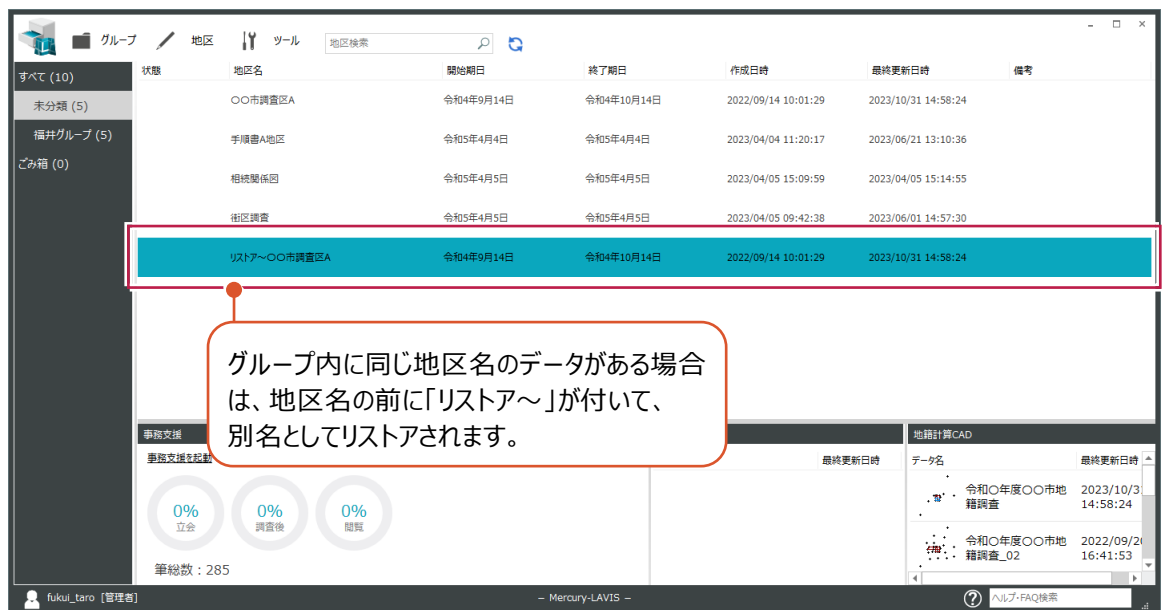 グループ 地区 ツール 地区検索
すべて (10)
未分類 (5)
福井グループ (5)
ごみ箱 (0)
状態 地区名 開始期日 終了期日 作成日時 最終更新日時 備考
〇〇市調査区A 令和4年9月14日 令和4年10月14日 2022/09/14 10:01:29 2023/10/31 14:58:24
手順書A地区 令和5年4月4日 令和5年4月4日 2023/04/04 11:20:17 2023/06/21 13:10:36
相続関係図 令和5年4月5日 令和5年4月5日 2023/04/05 15:09:59 2023/04/05 15:14:55
街区調査 令和5年4月5日 令和5年4月5日 2023/04/05 09:42:38 2023/06/01 14:57:30
リストア～〇〇市調査区A 令和4年9月14日 令和4年10月14日 2022/09/14 10:01:29 2023/10/31 14:58:24
グループ内に同じ地区名のデータがある場合
は、地区名の前に「リストア～」が付いて、
別名としてリストアされます。
事務支援
事務支援を起動
0%
立会
0%
調査後
0%
閲覧
筆総数：285
最終更新日時
地籍計算CAD
データ名 最終更新日時
令和〇年度〇〇市地 2023/10/3
籍調査 14:58:24
令和〇年度〇〇市地 2022/09/2
籍調査_02 16:41:53
fukui_taro [管理者] － Mercury-LAVIS － ヘルプ・FAQ検索